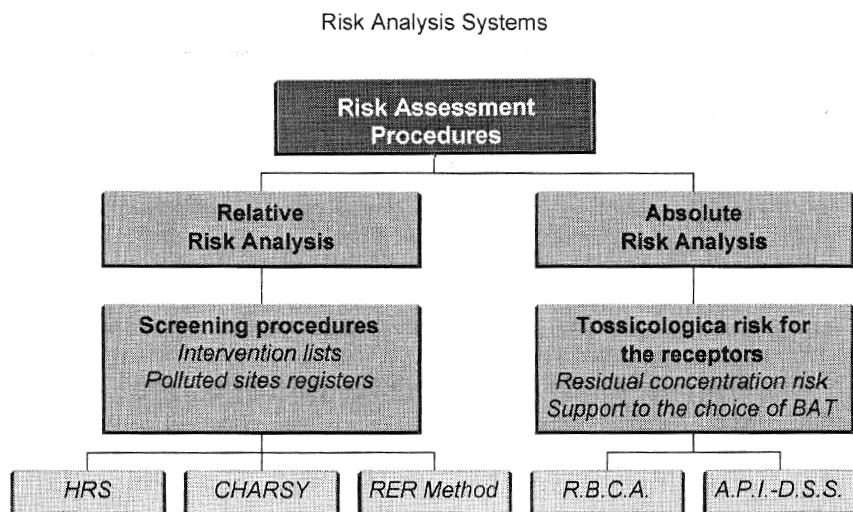 Risk Analysis Systems
Risk Assessment
Procedures
Relative
Risk Analysis
Absolute
Risk Analysis
Screening procedures
Intervention lists
Polluted sites registers
Tossicologica risk for
the receptors
Residual concentration risk
Support to the choice of BAT
HRS
CHARSY
RER Method
R.B.C.A.
A.P.I.-D.S.S.